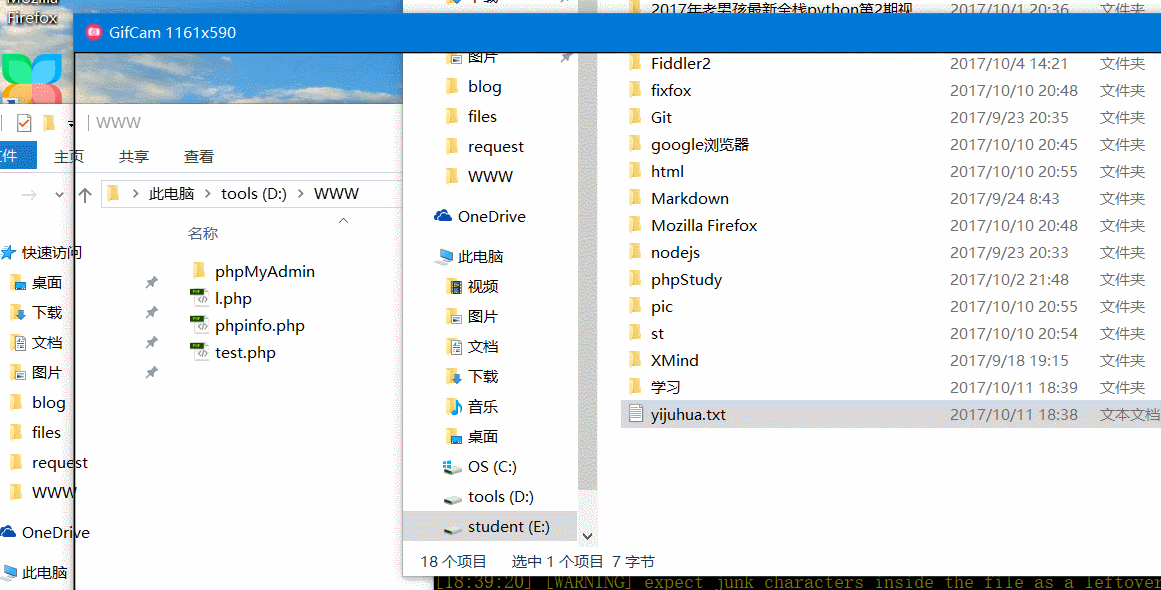 Mozilla
Firefox
GifCam 1161x590
WWW
件 主页 共享 查看
此电脑 tools (D:) WWW
名称
phpMyAdmin
l.php
phpinfo.php
test.php
快速访问
桌面
下载
文档
图片
blog
files
request
WWW
OneDrive
此电脑
下载
图片
blog
files
request
WWW
OneDrive
此电脑
视频
图片
文档
下载
音乐
桌面
OS (C:)
tools (D:)
student (E:)
2017年老男孩最新全栈python第2期视 2017/10/1 20:36 文件夹
Fiddler2 2017/10/4 14:21 文件夹
fixfox 2017/10/10 20:48 文件夹
Git 2017/9/23 20:35 文件夹
google浏览器 2017/10/10 20:45 文件夹
html 2017/10/10 20:55 文件夹
Markdown 2017/9/24 8:43 文件夹
Mozilla Firefox 2017/10/10 20:48 文件夹
nodejs 2017/9/23 20:33 文件夹
phpStudy 2017/10/2 21:48 文件夹
pic 2017/10/10 20:55 文件夹
st 2017/10/10 20:54 文件夹
XMind 2017/9/18 19:15 文件夹
学习 2017/10/11 18:39 文件夹
yijuhua.txt 2017/10/11 18:38 文本文档
18 个项目 选中 1 个项目 7 字节
[18:39:20] [WARNING] expect junk characters inside the file as a leftover